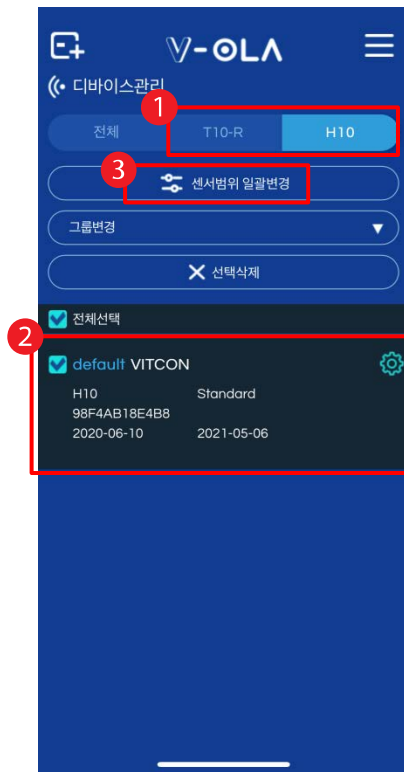 V-OLA
디바이스관리
1
전체 T10-R H10
3
센서범위 일괄변경
그룹변경
선택삭제
전체선택
2
default VITCON
H10 Standard
98F4AB18E4B8
2020-06-10 2021-05-06